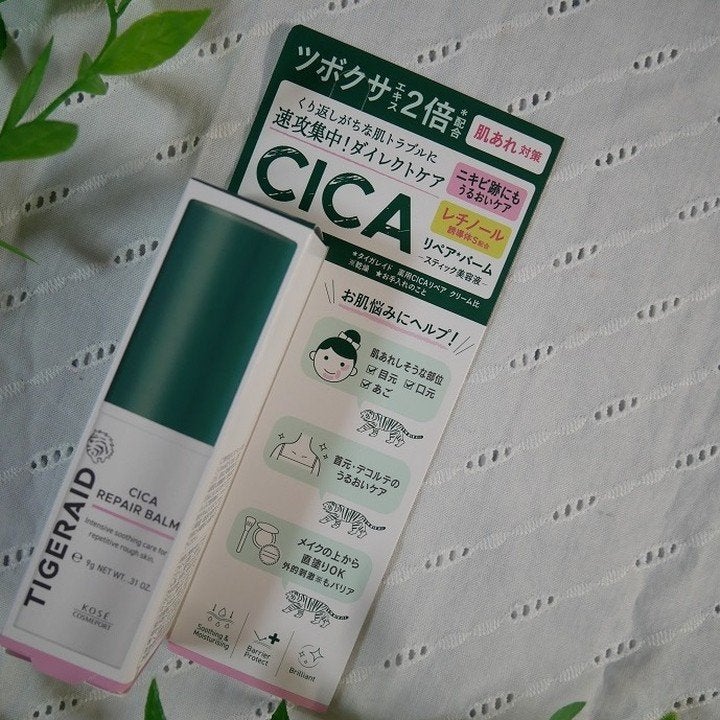 ツボクサエキス2倍*配合
肌あれ対策
くり返しがちな肌トラブルに
速攻集中!ダイレクトケア
CICA
ニキビ跡にも
うるおいケア
レチノール
誘導体S配合
リペア*バーム
スティック美容液
*タイガレイド 薬用CICAリペア クリーム比
※乾燥 *お手入れのこと
お肌悩みにヘルプ!
肌あれしそうな部位
目元 口元
あご
首元・デコルテの
うるおいケア
メイクの上から
直塗りOK
外的刺激※もバリア
Soothing &
Moisturising
Barrier
Protect
Brilliant
TIGERAID
CICA
REPAIR BALM
Intensive soothing care for
repetitive rough skin.
℮ 9g NET WT. .31 OZ.
KOSÉ
COSMEPORT